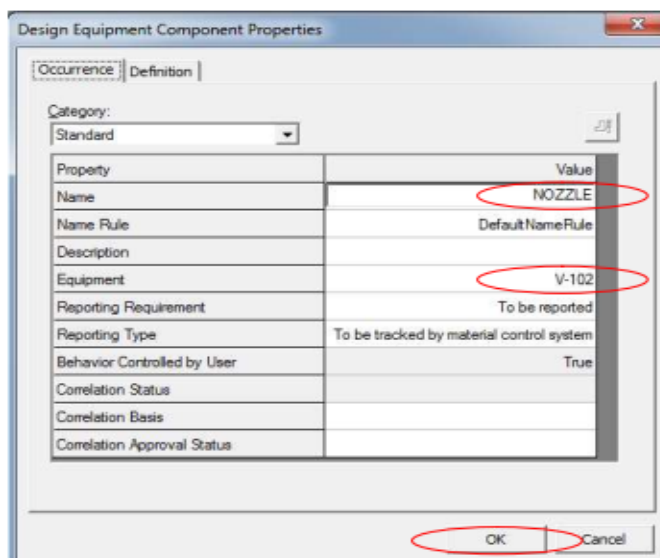 Design Equipment Component Properties
Occurrence Definition
Category:
Standard
Property Value
Name NOZZLE
Name Rule DefaultNameRule
Description
Equipment V-102
Reporting Requirement To be reported
Reporting Type To be tracked by material control system
Behavior Controlled by User True
Correlation Status
Correlation Basis
Correlation Approval Status
OK Cancel